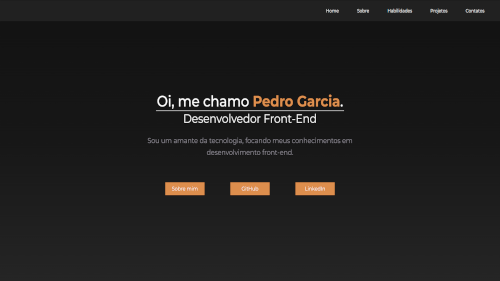 Home Sobre Habilidades Projetos Contatos
Oi, me chamo Pedro Garcia.
Desenvolvedor Front-End
Sou um amante da tecnologia, focando meus conhecimentos em
desenvolvimento front-end.
Sobre mim GitHub LinkedIn